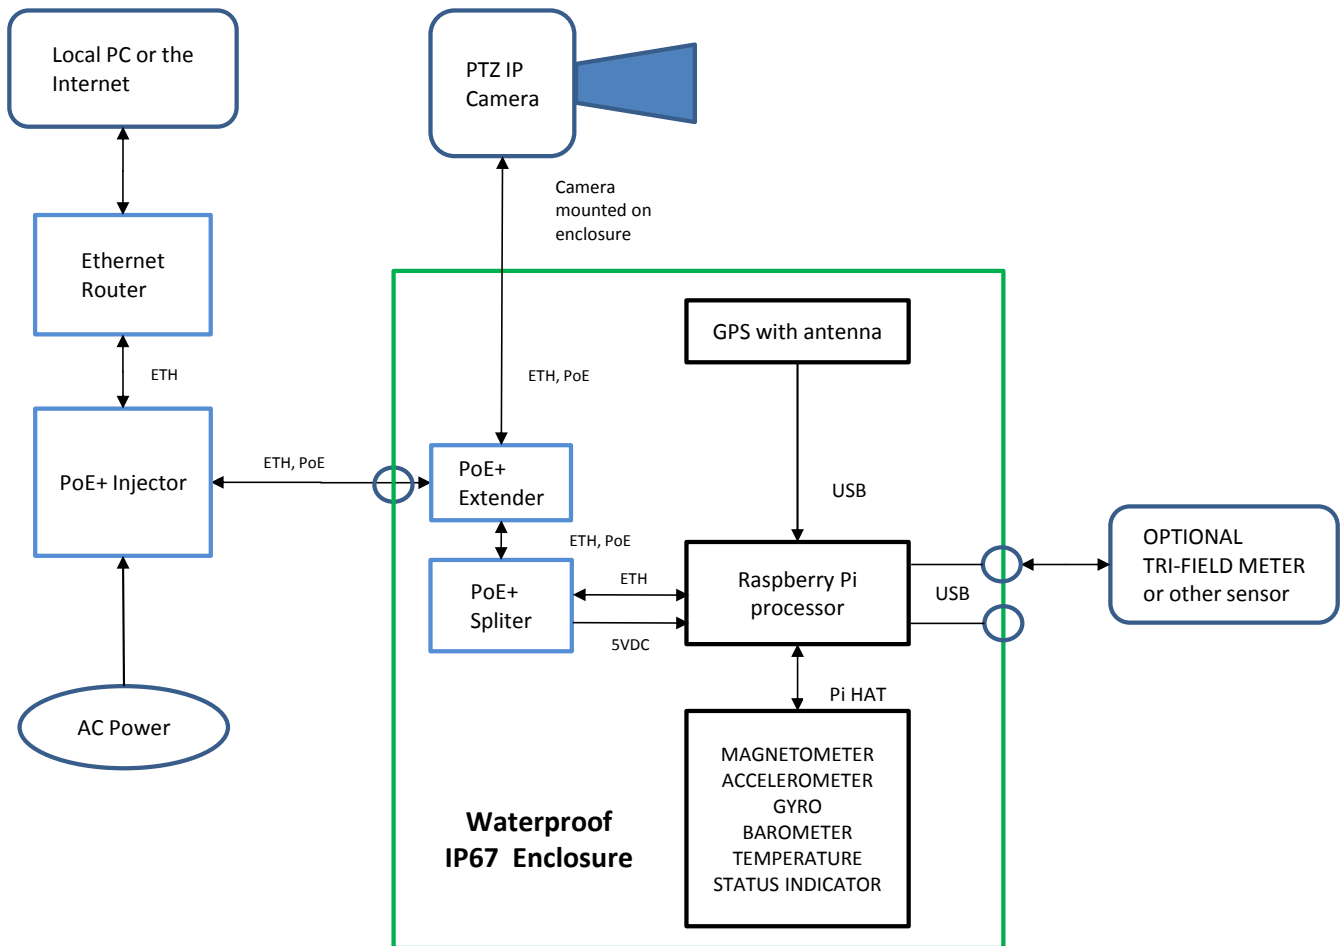 Local PC or the
Internet
PTZ IP
Camera
Camera
mounted on
enclosure
Ethernet
Router
GPS with antenna
ETH
ETH, PoE
PoE+ Injector
ETH, PoE
PoE+
Extender
USB
ETH, PoE
PoE+
Spliter
ETH
5VDC
Raspberry Pi
processor
USB
OPTIONAL
TRI-FIELD METER
or other sensor
Pi HAT
AC Power
MAGNETOMETER
ACCELEROMETER
GYRO
BAROMETER
TEMPERATURE
STATUS INDICATOR
Waterproof
IP67 Enclosure